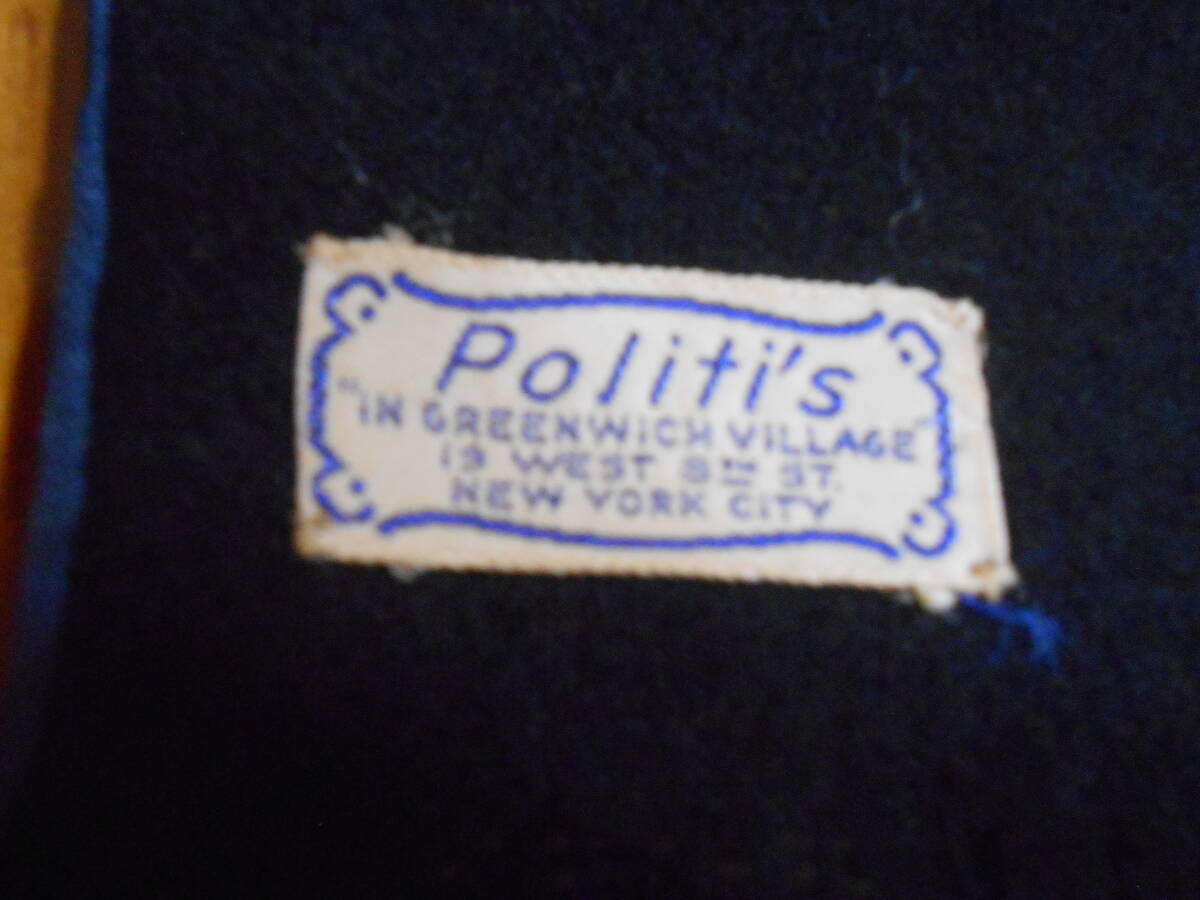 Politi's
"IN GREENWICH VILLAGE"
19 WEST 8TH ST.
NEW YORK CITY